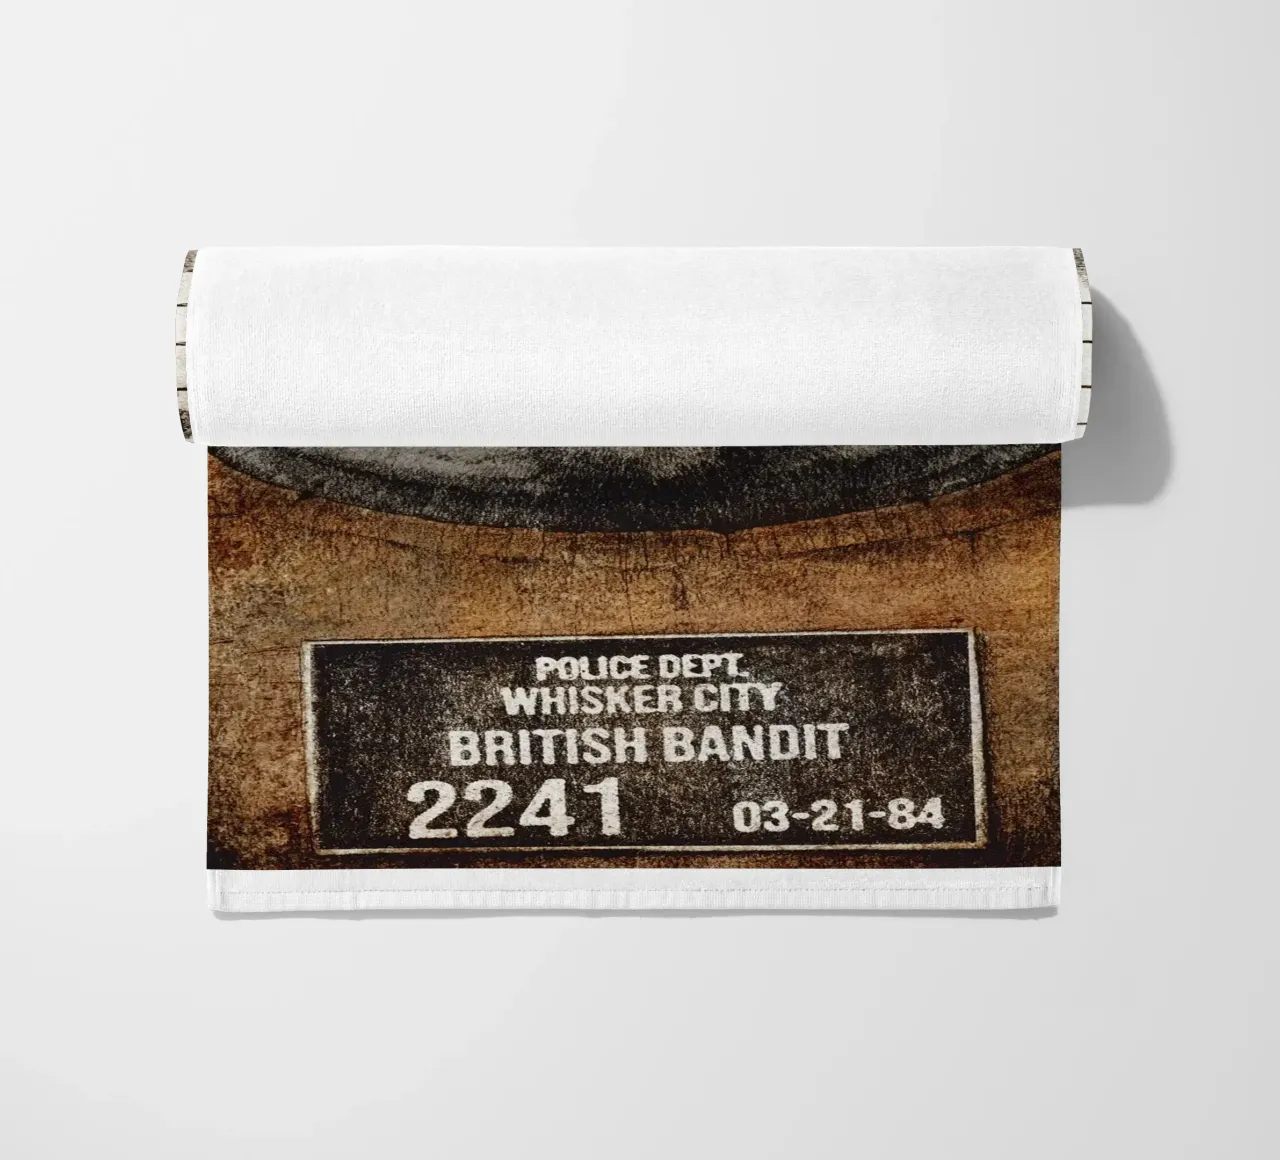 POLICE DEPT.
WHISKER CITY
BRITISH BANDIT
2241 03-21-84